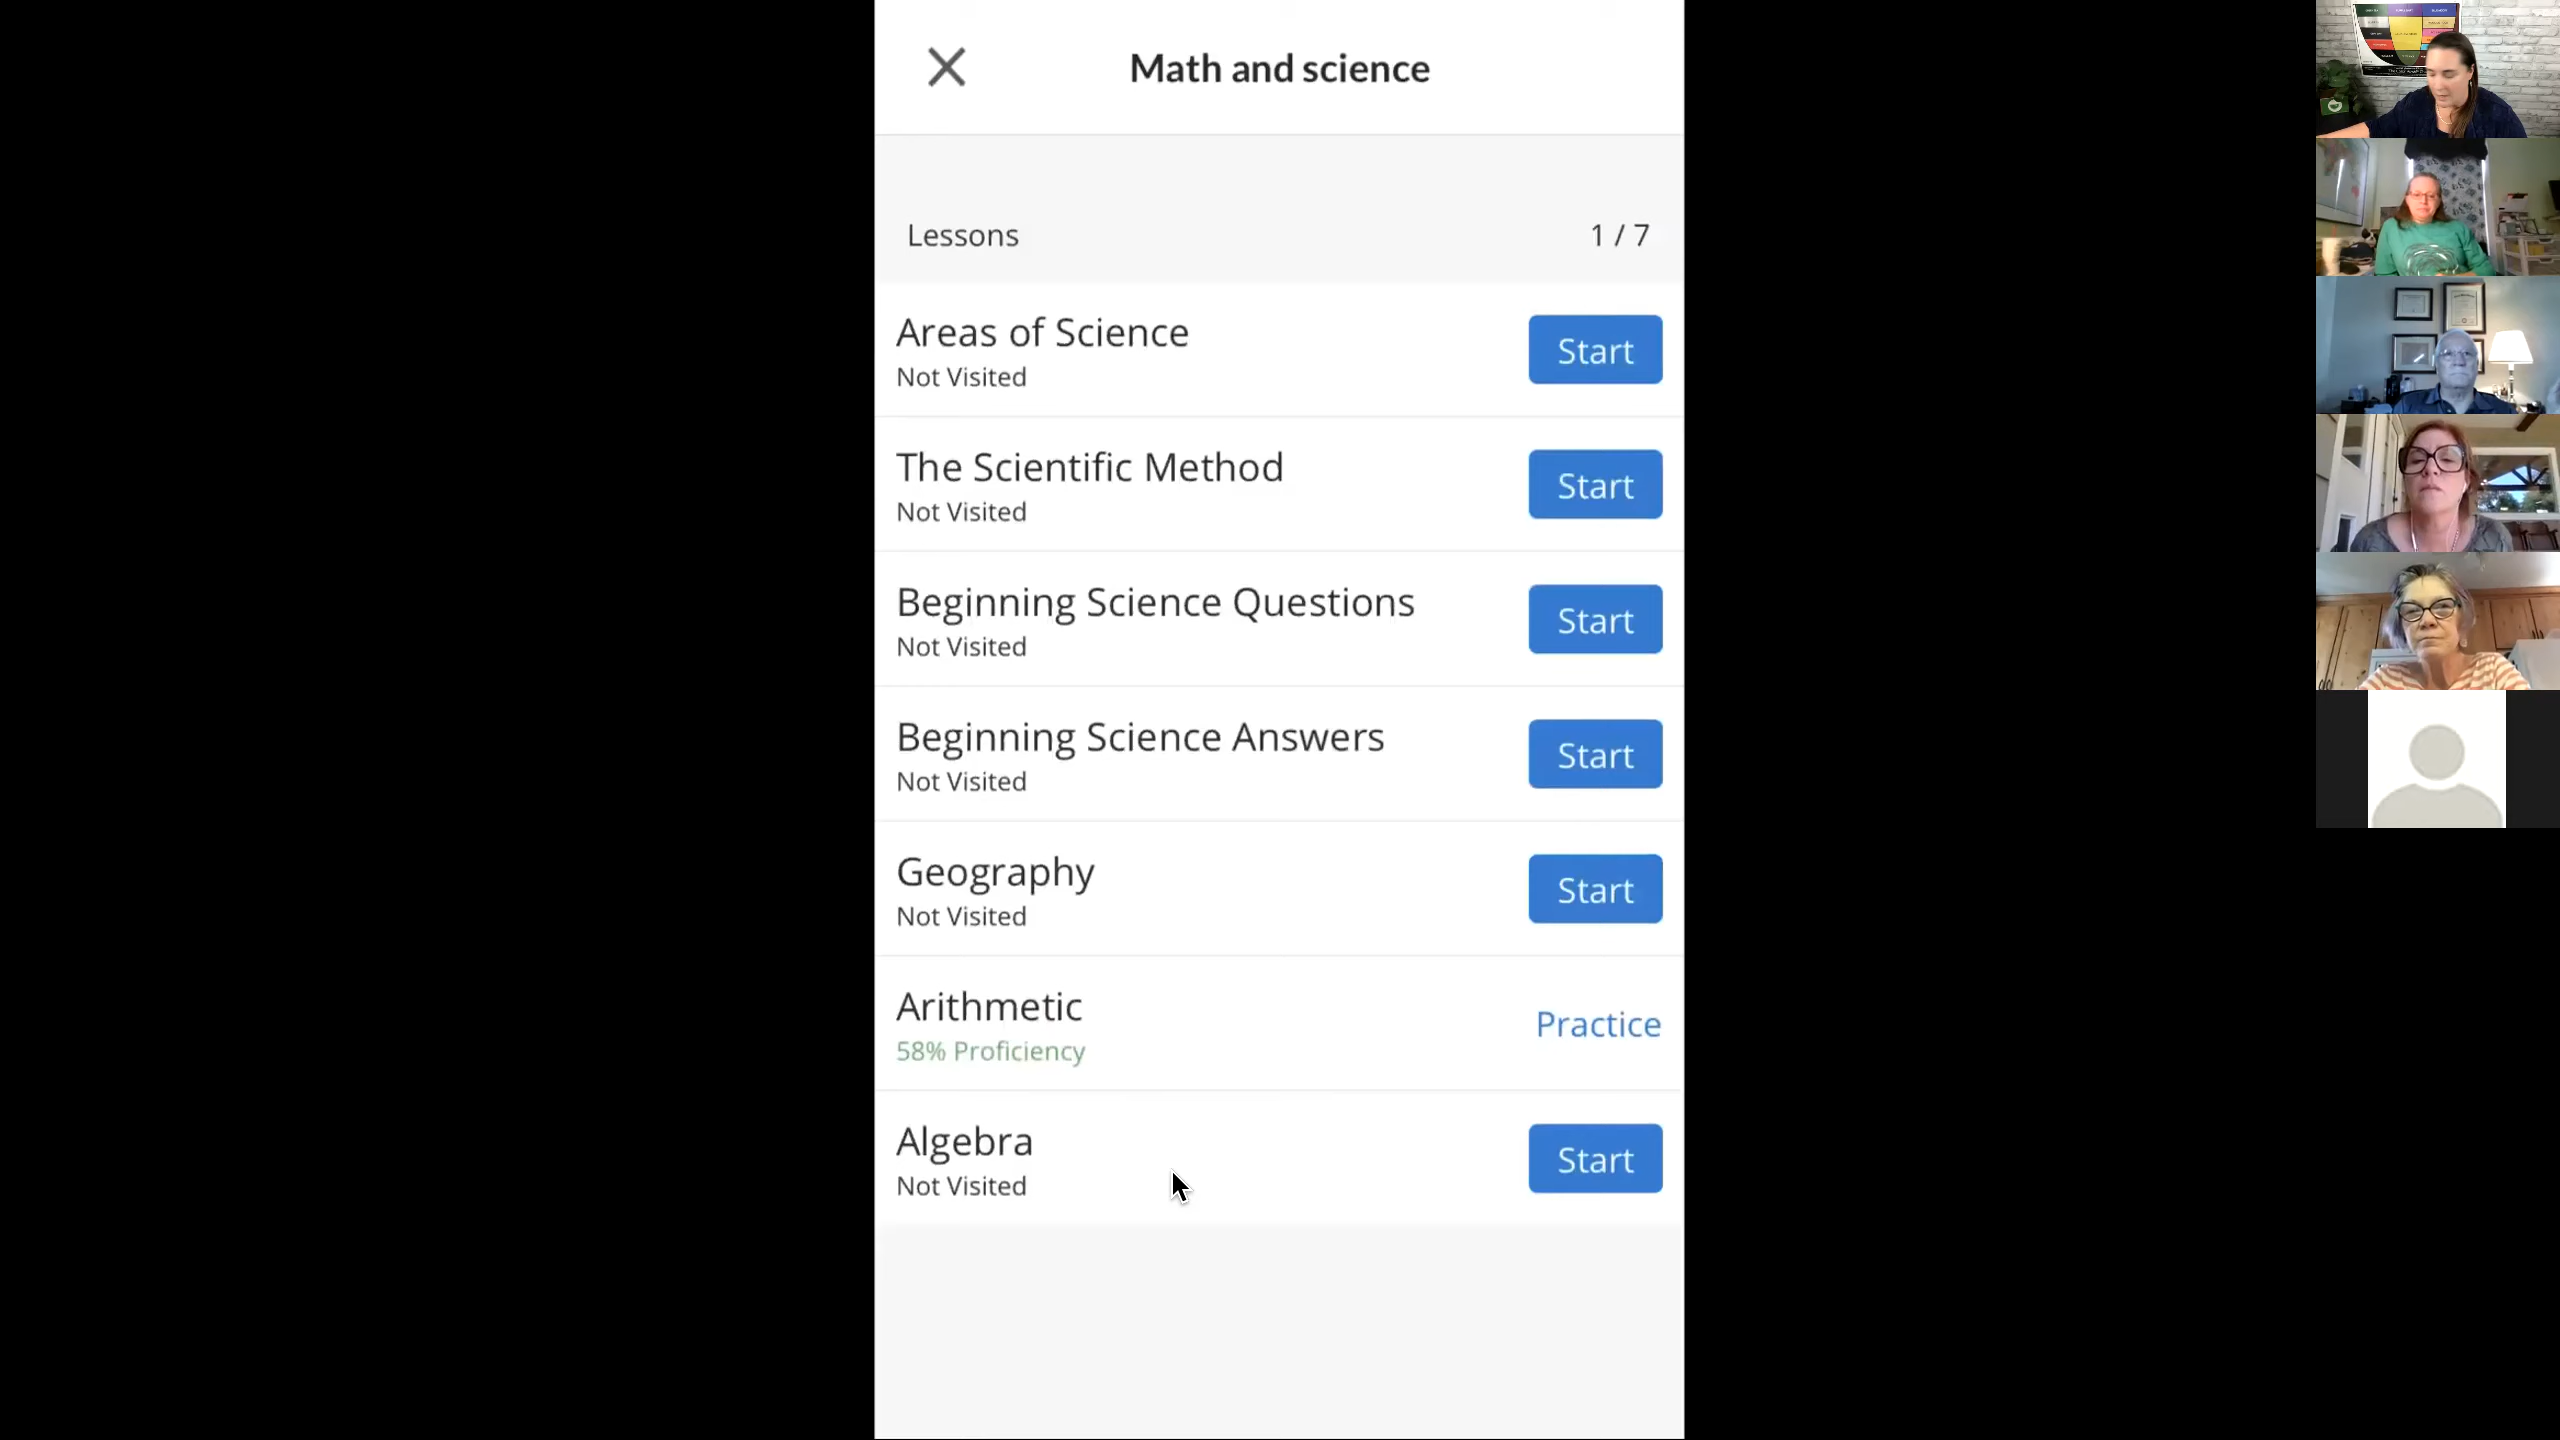 Math and science
Lessons 1 / 7
Areas of Science
Not Visited
Start
The Scientific Method
Not Visited
Start
Beginning Science Questions
Not Visited
Start
Beginning Science Answers
Not Visited
Start
Geography
Not Visited
Start
Arithmetic
58% Proficiency
Practice
Algebra
Not Visited
Start